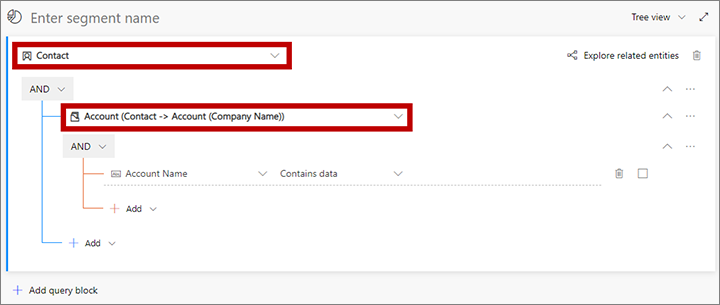 Enter segment name Tree view
Contact Explore related entities
AND
Account (Contact -> Account (Company Name))
AND
Account Name Contains data
Add
Add
Add query block